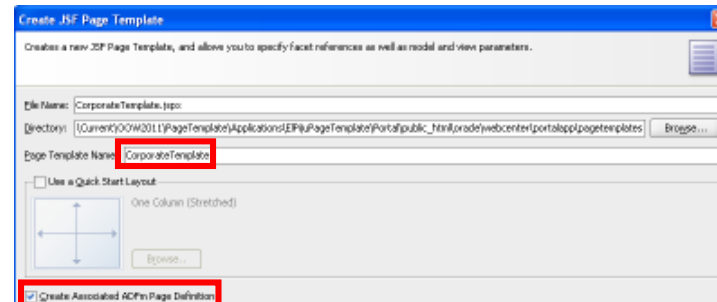 Create JSF Page Template
Creates a new JSF Page Template, and allows you to specify facet references as well as model and view parameters.
File Name: CorporateTemplate.jspx
Directory: \Current\OOW2011\PageTemplate\Applications\EIPijuPageTemplate\Portal\public_html\oracle\webcenter\portalapp\pagetemplates Browse...
Page Template Name: CorporateTemplate
Use a Quick Start Layout
One Column (Stretched)
Browse...
Create Associated ADFm Page Definition